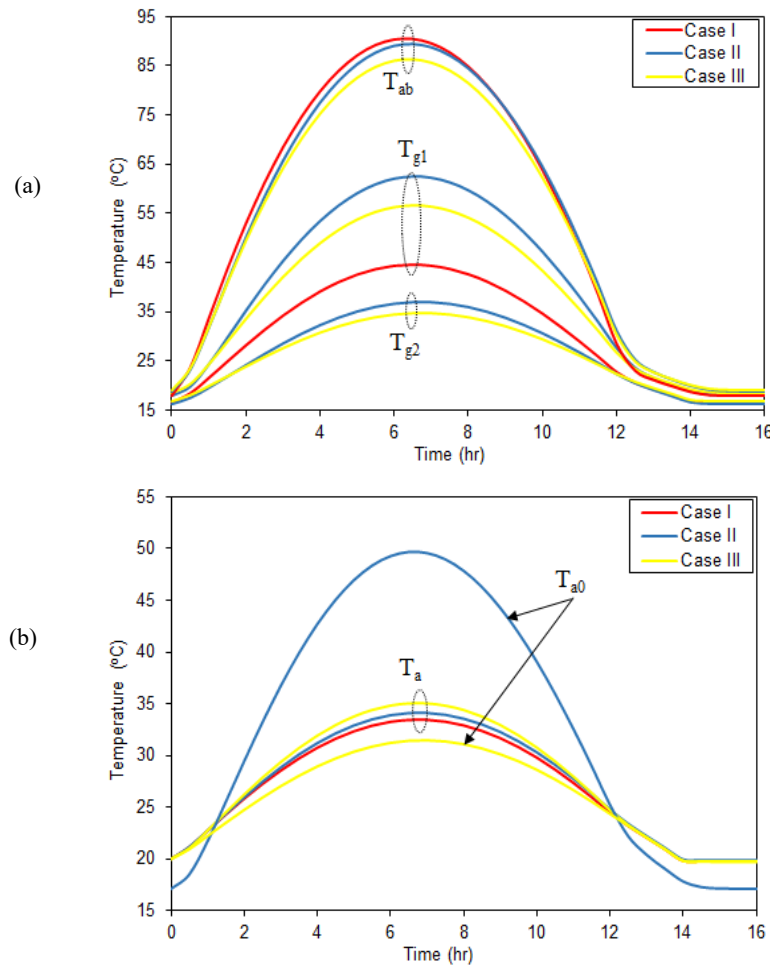 (a)
95
85
75
65
55
45
35
25
15
Temperature (ºC)
0 2 4 6 8 10 12 14 16
Time (hr)
Case I
Case II
Case III
Tab
Tg1
Tg2
(b)
55
50
45
40
35
30
25
20
15
Temperature (ºC)
0 2 4 6 8 10 12 14 16
Time (hr)
Case I
Case II
Case III
Ta0
Ta